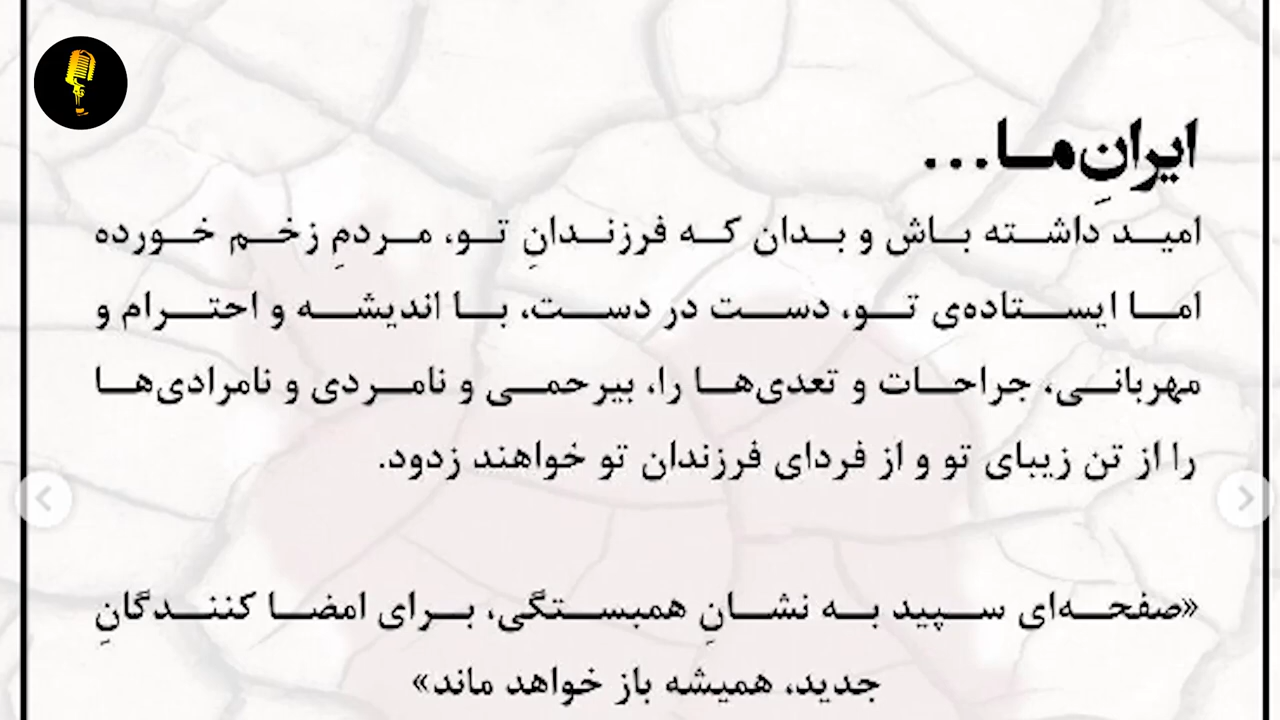 ایرانِ ما...
امید داشته باش و بدان که فرزندانِ تو، مردمِ زخم خورده
اما ایستاده‌ی تو، دست در دست، با اندیشه و احترام و
مهربانی، جراحات و تعدی‌ها را، بیرحمی و نامردی و نامرادی‌ها
را از تن زیبای تو و از فردای فرزندان تو خواهند زدود.
«صفحه‌ای سپید به نشانِ همبستگی، برای امضا کنندگانِ
جدید، همیشه باز خواهد ماند»